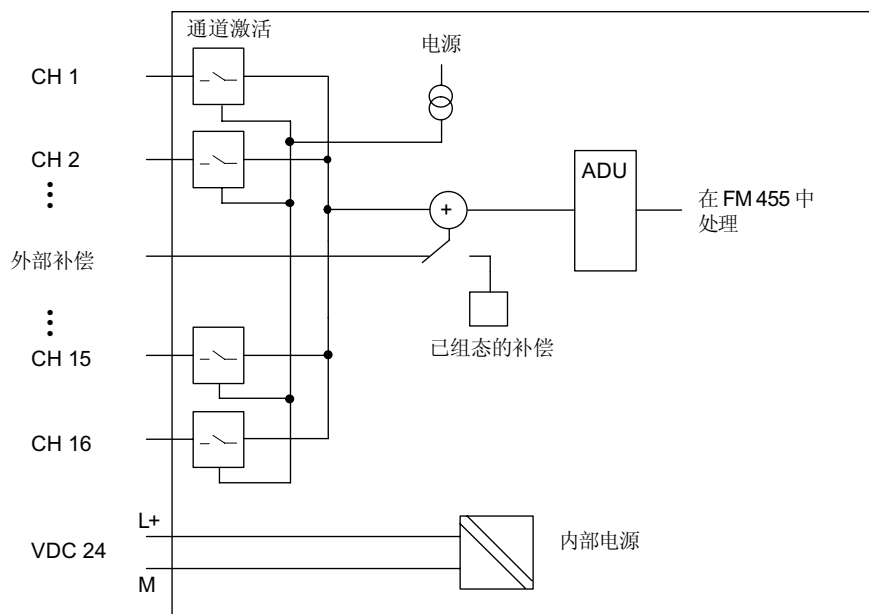 通道激活
电源
CH 1
CH 2
ADU
在 FM 455 中
处理
+
外部补偿
已组态的补偿
CH 15
CH 16
L+
VDC 24
内部电源
M